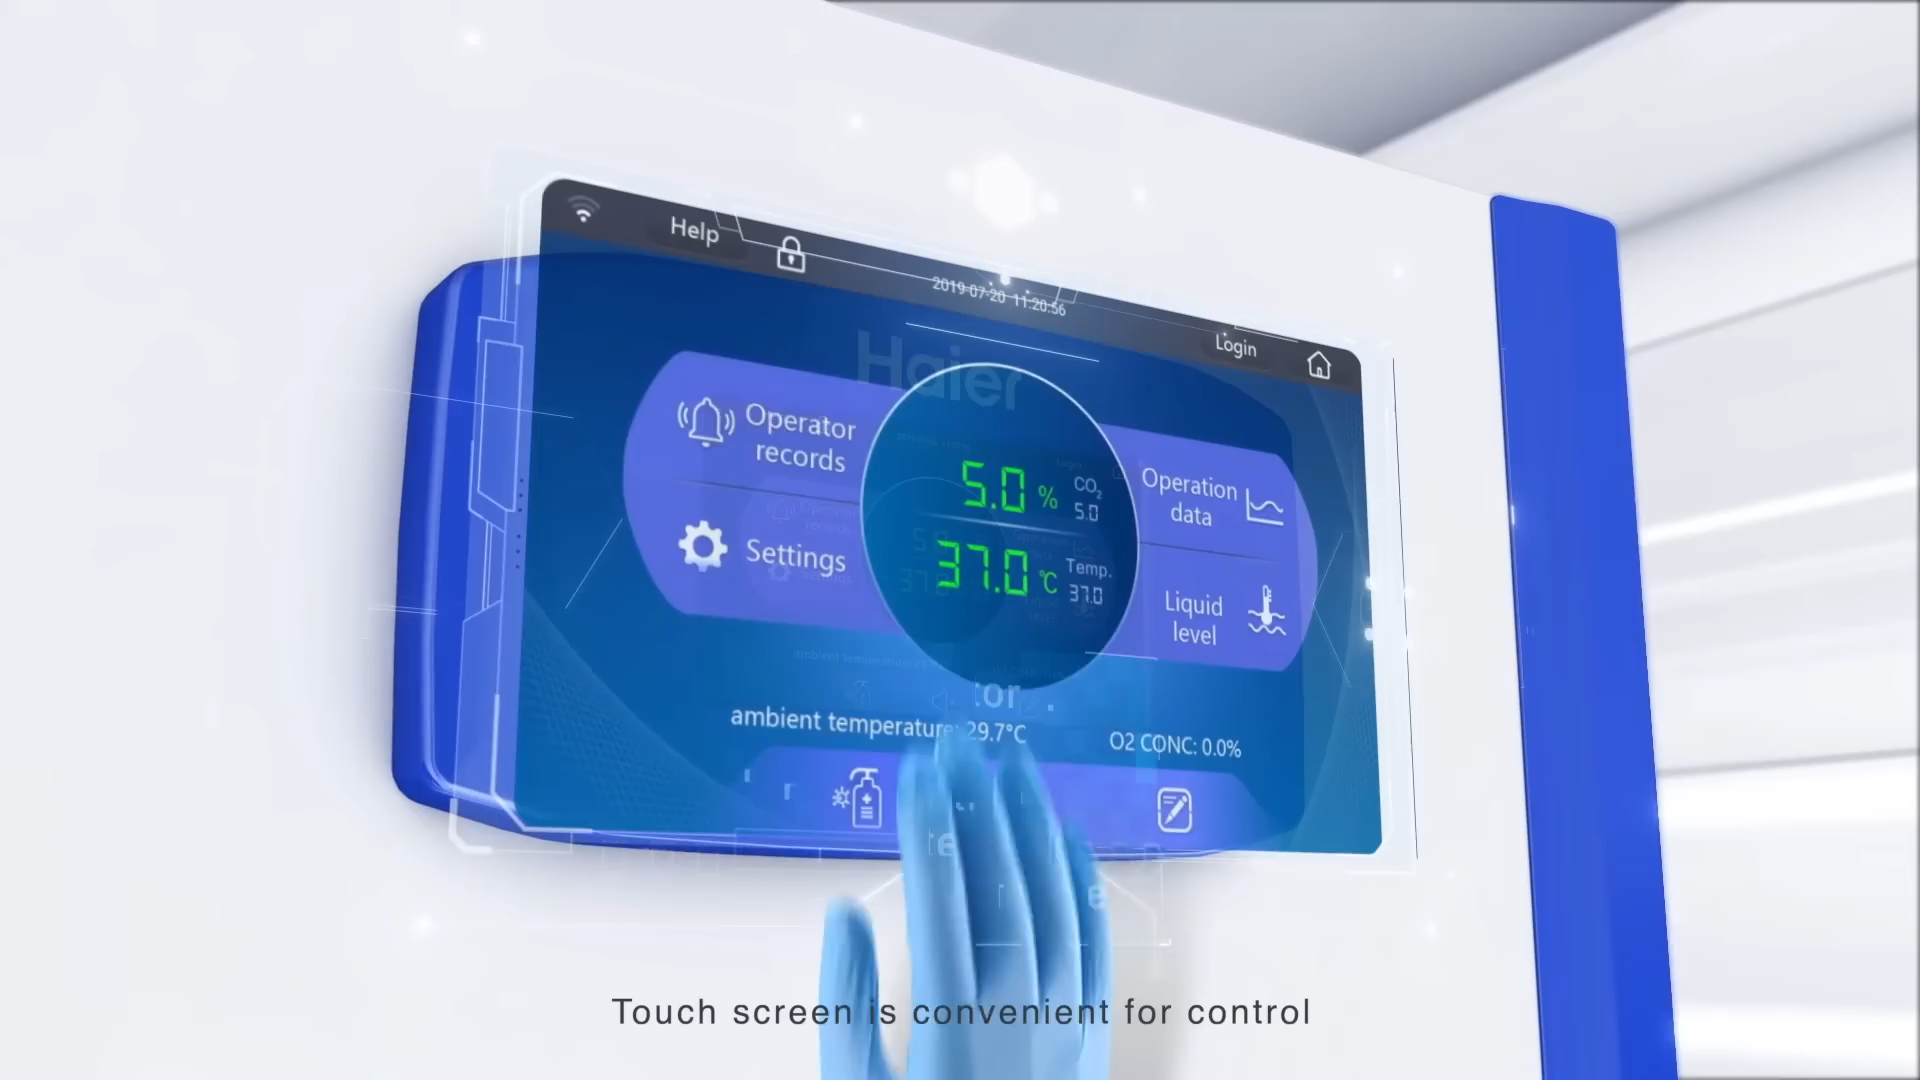 Help
2019-07-20 11:20:56
Login
Haier
Operator
records
Settings
5.0 %
CO2
5.0
37.0 ℃
Temp.
37.0
Operation
data
Liquid
level
tor .
ambient temperature: 29.7°C
O2 CONC: 0.0%
Touch screen is convenient for control